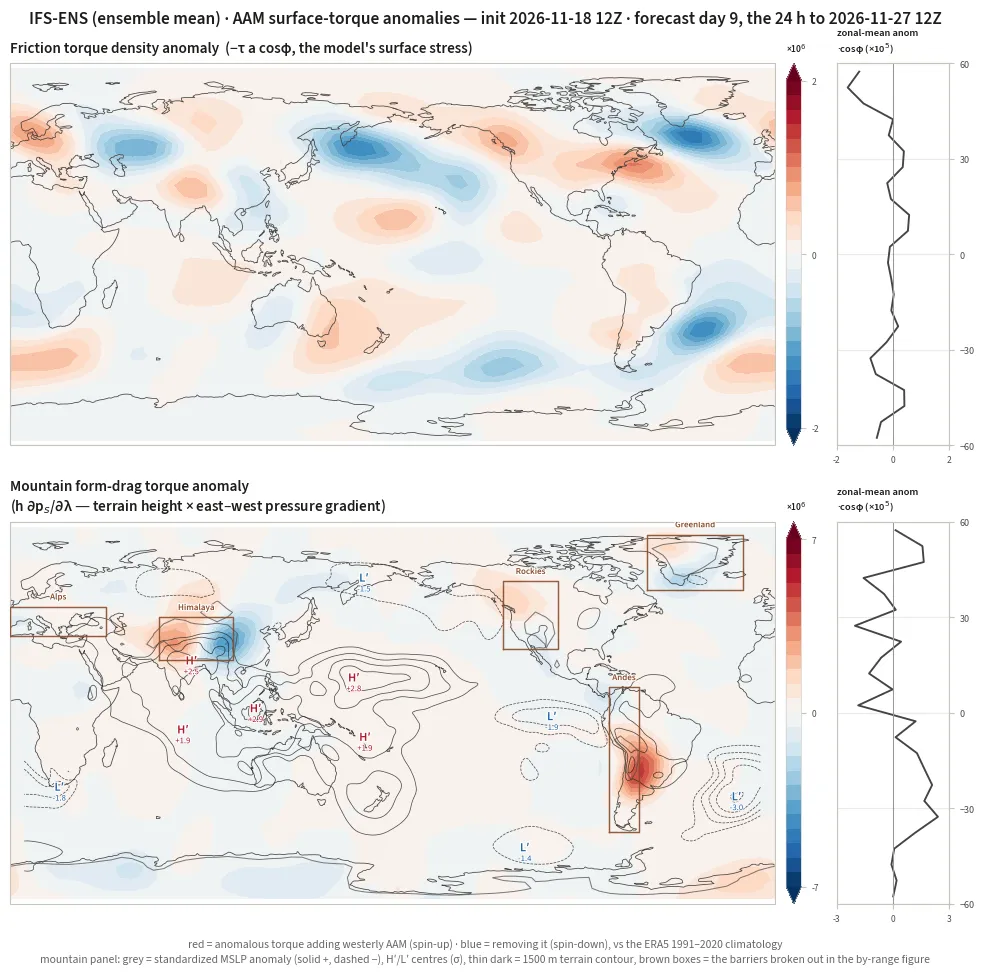 IFS-ENS (ensemble mean) · AAM surface-torque anomalies — init 2026-11-18 12Z · forecast day 9, the 24 h to 2026-11-27 12Z
Friction torque density anomaly (−τ a cosϕ, the model's surface stress)
×10⁶
zonal-mean anom
·cosϕ (×10⁵)
2
0
-2
60
30
0
−30
−60
-2
0
2
Mountain form-drag torque anomaly
(h ∂pₛ/∂λ — terrain height × east–west pressure gradient)
×10⁶
zonal-mean anom
·cosϕ (×10⁵)
Greenland
Rockies
Alps
Himalaya
Andes
L′
-1.5
H′
H′
+2.8
H′
H′
+1.9
H′
L′
-1.9
L′
-1.8
L′
-3.0
L′
-1.4
7
0
-7
60
30
0
−30
−60
-3
0
3
red = anomalous torque adding westerly AAM (spin-up) · blue = removing it (spin-down), vs the ERA5 1991–2020 climatology
mountain panel: grey = standardized MSLP anomaly (solid +, dashed −), H′/L′ centres (σ), thin dark = 1500 m terrain contour, brown boxes = the barriers broken out in the by-range figure